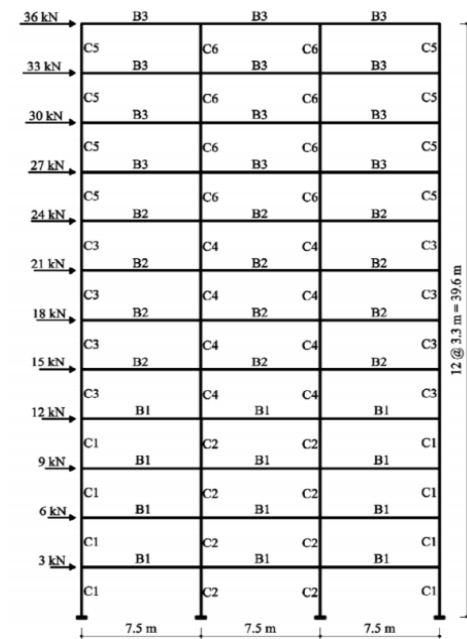 36 kN B3 B3 B3
C5 C6 C6 C5
33 kN B3 B3 B3
C5 C6 C6 C5
30 kN B3 B3 B3
C5 C6 C6 C5
27 kN B3 B3 B3
C5 C6 C6 C5
24 kN B2 B2 B2
C3 C4 C4 C3
21 kN B2 B2 B2
C3 C4 C4 C3
18 kN B2 B2 B2
C3 C4 C4 C3
15 kN B2 B2 B2
C3 C4 C4 C3
12 kN B1 B1 B1
C1 C2 C2 C1
9 kN B1 B1 B1
C1 C2 C2 C1
6 kN B1 B1 B1
C1 C2 C2 C1
3 kN B1 B1 B1
C1 C2 C2 C1
7.5 m 7.5 m 7.5 m
12 @ 3.3 m = 39.6 m